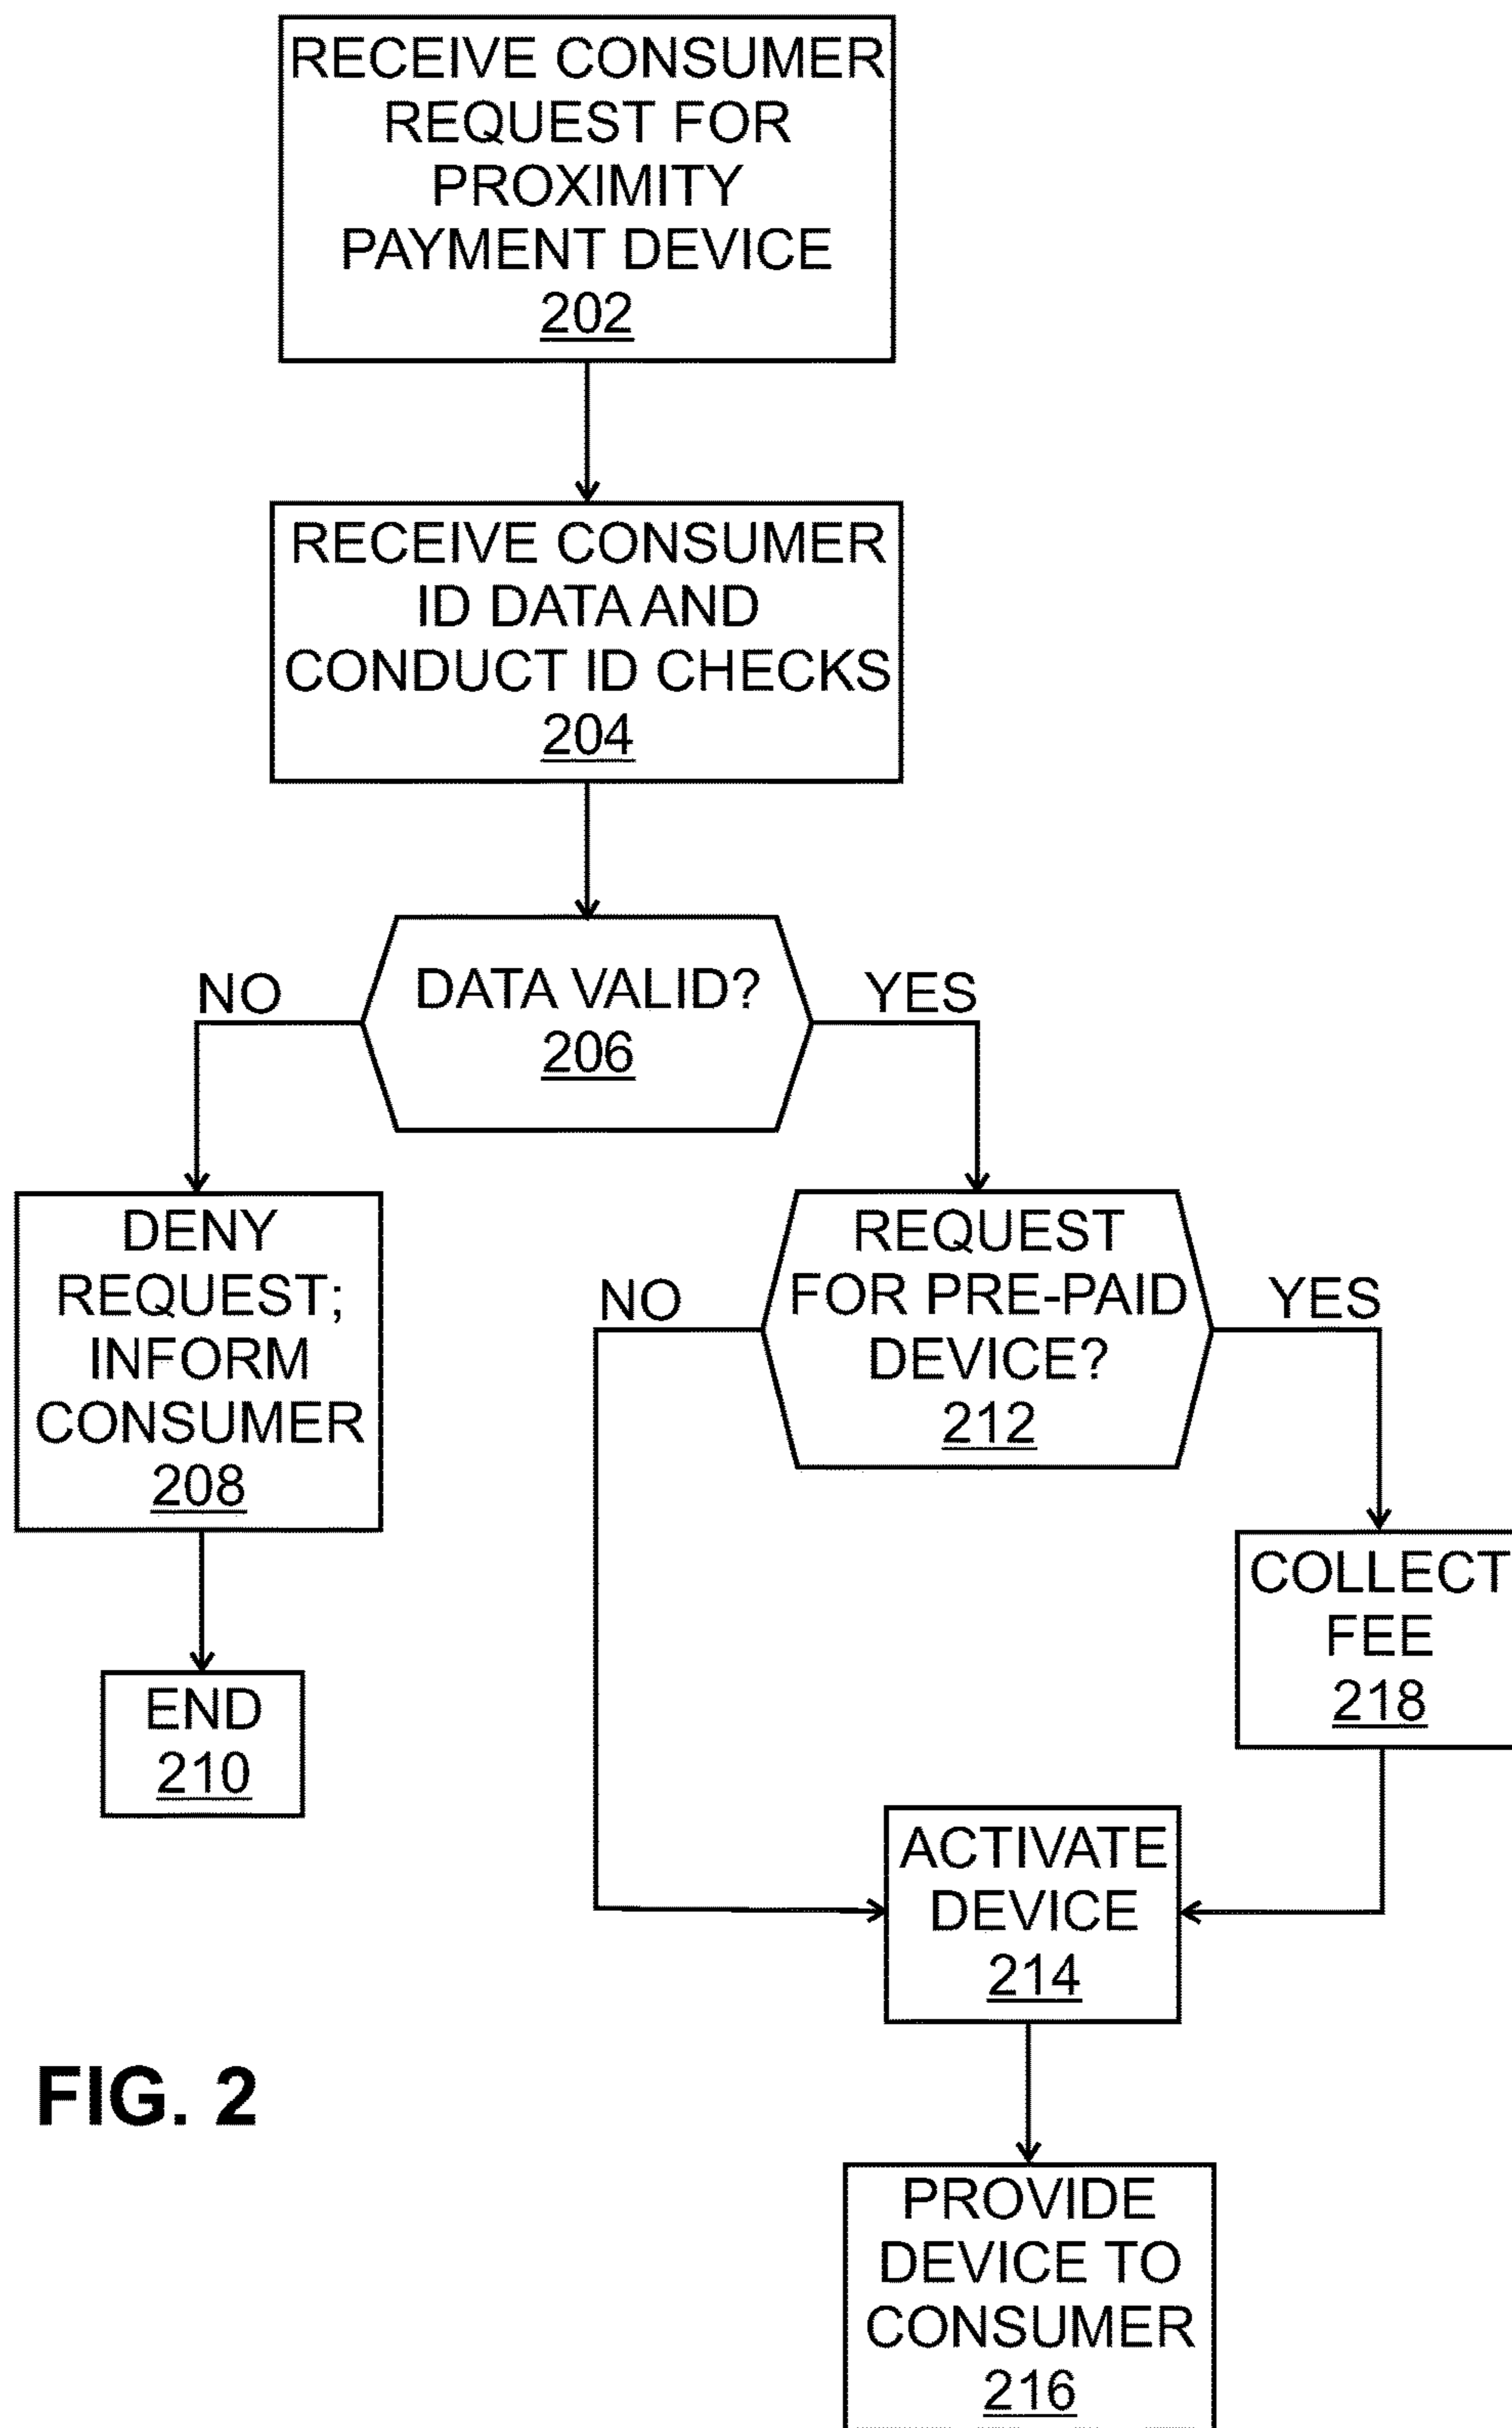 RECEIVE CONSUMER
REQUEST FOR
PROXIMITY
PAYMENT DEVICE
202
RECEIVE CONSUMER
ID DATA AND
CONDUCT ID CHECKS
204
NO
DATA VALID?
206
YES
DENY
REQUEST;
INFORM
CONSUMER
208
END
210
NO
REQUEST
FOR PRE-PAID
DEVICE?
212
YES
COLLECT
FEE
218
ACTIVATE
DEVICE
214
PROVIDE
DEVICE TO
CONSUMER
216
FIG. 2